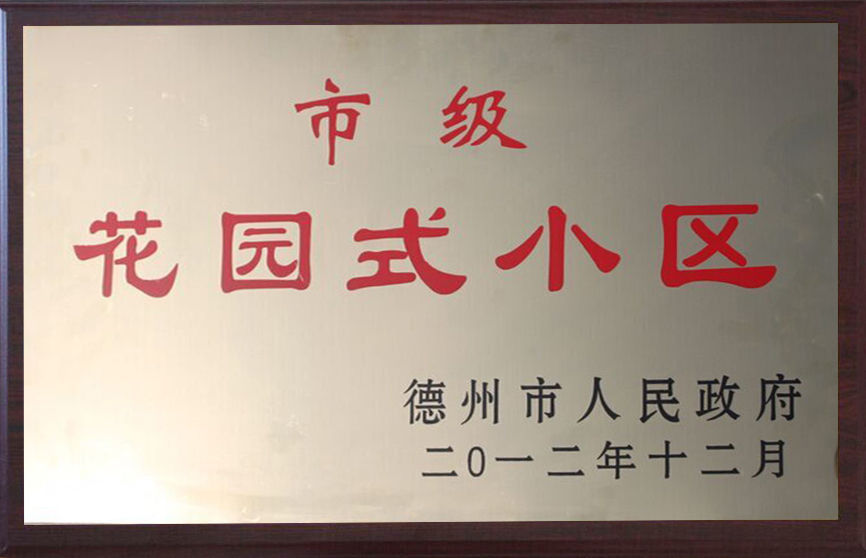 市级
花园式小区
德州市人民政府
二0一二年十二月